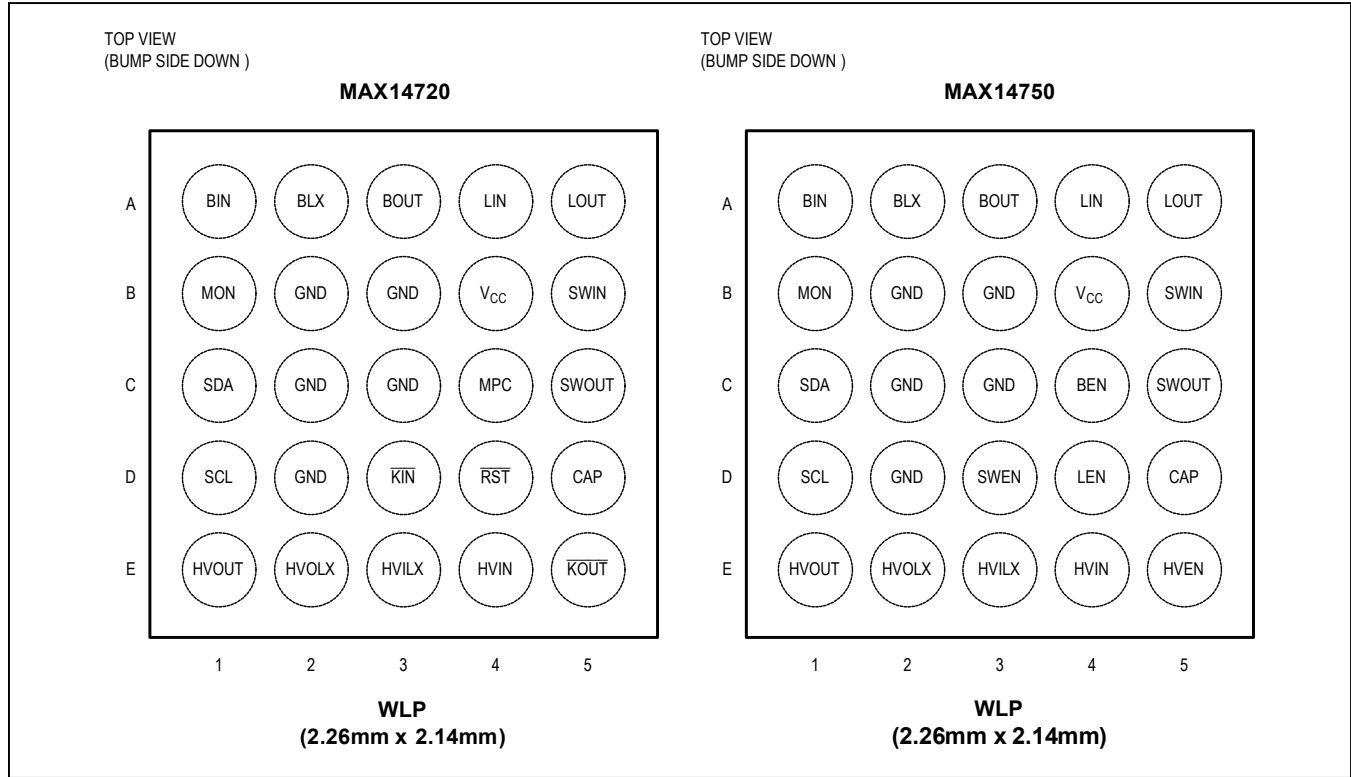 TOP VIEW
(BUMP SIDE DOWN )
MAX14720
A BIN BLX BOUT LIN LOUT
B MON GND GND VCC SWIN
C SDA GND GND MPC SWOUT
D SCL GND K̅I̅N̅ R̅S̅T̅ CAP
E HVOUT HVOLX HVILX HVIN K̅O̅U̅T̅
1 2 3 4 5
WLP
(2.26mm x 2.14mm)
TOP VIEW
(BUMP SIDE DOWN )
MAX14750
A BIN BLX BOUT LIN LOUT
B MON GND GND VCC SWIN
C SDA GND GND BEN SWOUT
D SCL GND SWEN LEN CAP
E HVOUT HVOLX HVILX HVIN HVEN
1 2 3 4 5
WLP
(2.26mm x 2.14mm)